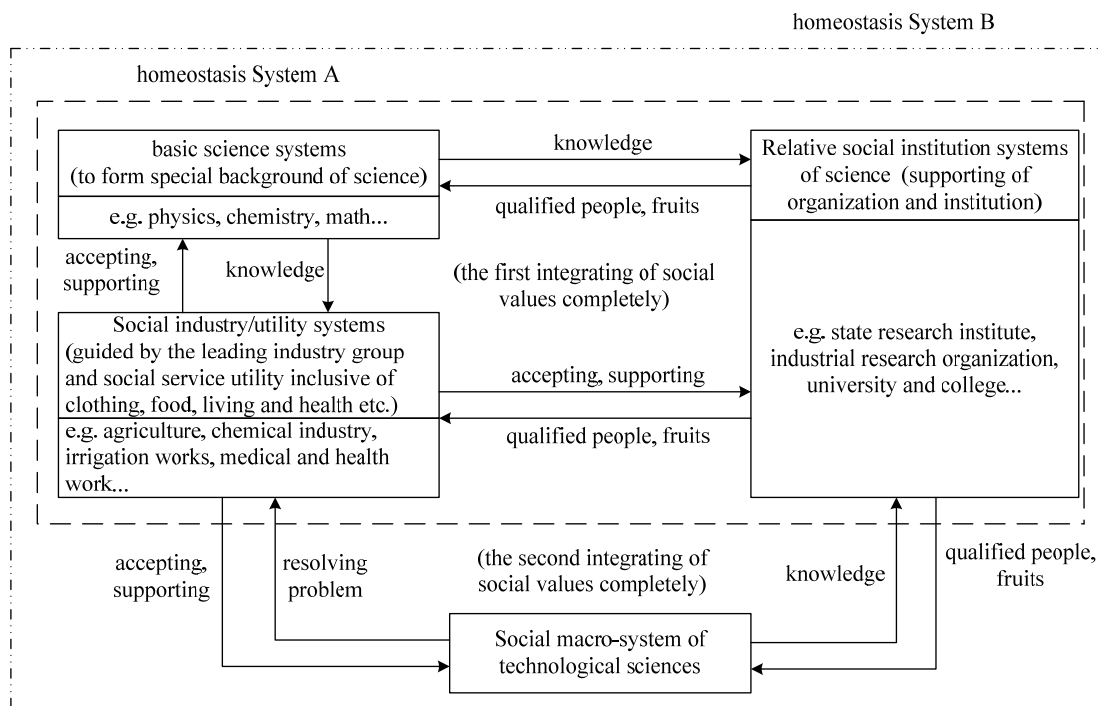 homeostasis System B
homeostasis System A
basic science systems
(to form special background of science)
e.g. physics, chemistry, math...
knowledge
qualified people, fruits
Relative social institution systems
of science (supporting of
organization and institution)
accepting,
supporting
knowledge
(the first integrating of social
values completely)
Social industry/utility systems
(guided by the leading industry group
and social service utility inclusive of
clothing, food, living and health etc.)
e.g. agriculture, chemical industry,
irrigation works, medical and health
work...
accepting, supporting
qualified people, fruits
e.g. state research institute,
industrial research organization,
university and college...
accepting,
supporting
resolving
problem
(the second integrating of
social values completely)
knowledge
qualified people,
fruits
Social macro-system of
technological sciences